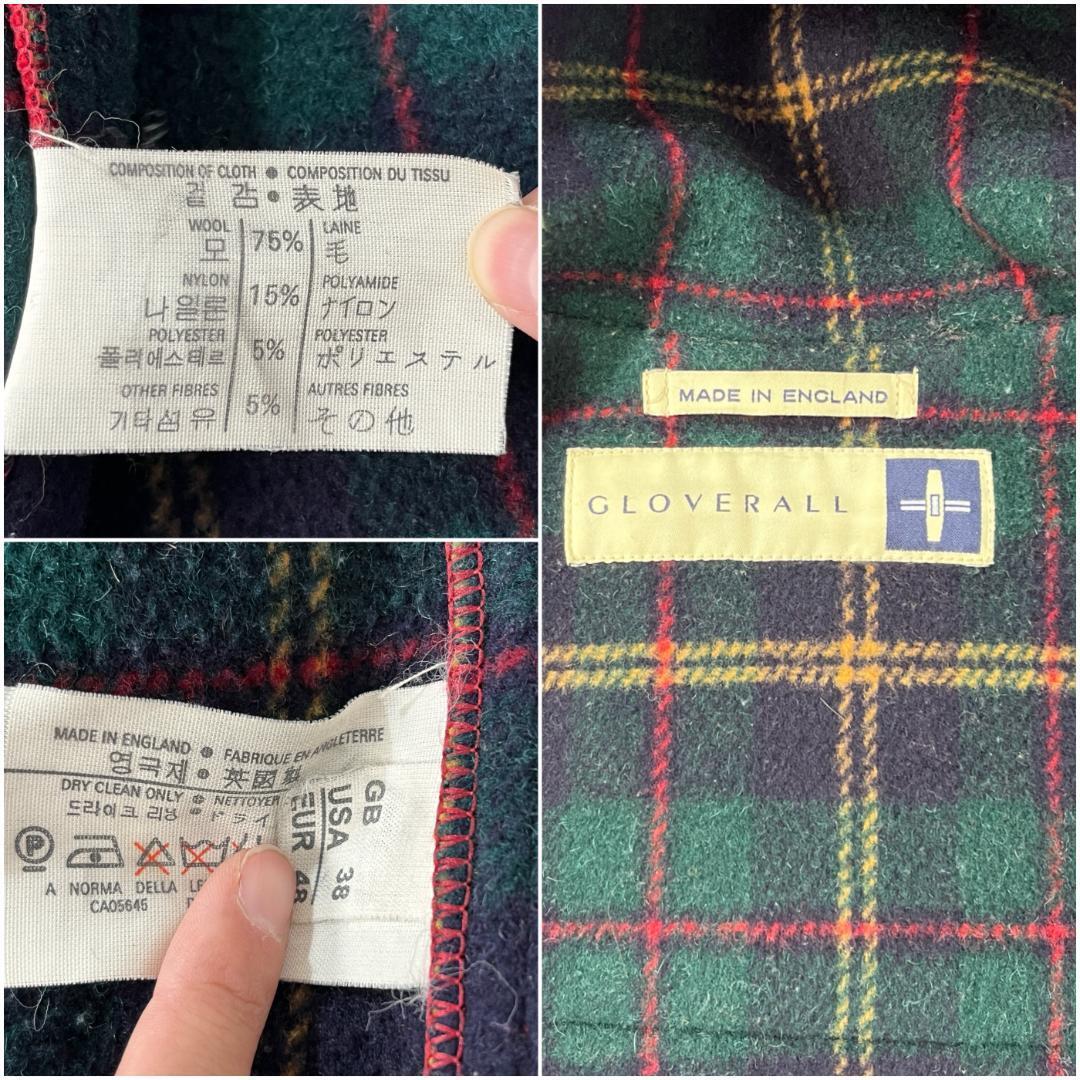 COMPOSITION OF CLOTH ● COMPOSITION DU TISSU
겉 감 ● 表 地
WOOL 75% LAINE
모 毛
NYLON 15% POLYAMIDE
나일론 ナイロン
POLYESTER 5% POLYESTER
폴리에스테르 ポリエステル
OTHER FIBRES 5% AUTRES FIBRES
기타섬유 その他
MADE IN ENGLAND
GLOVERALL
MADE IN ENGLAND ● FABRIQUE EN ANGLETERRE
영국제 ● 英國製
DRY CLEAN ONLY ● NETTOYER
드라이크 리닝 ● ドライ
P
A NORMA DELLA
CA05645
GB
USA 38
EUR 48